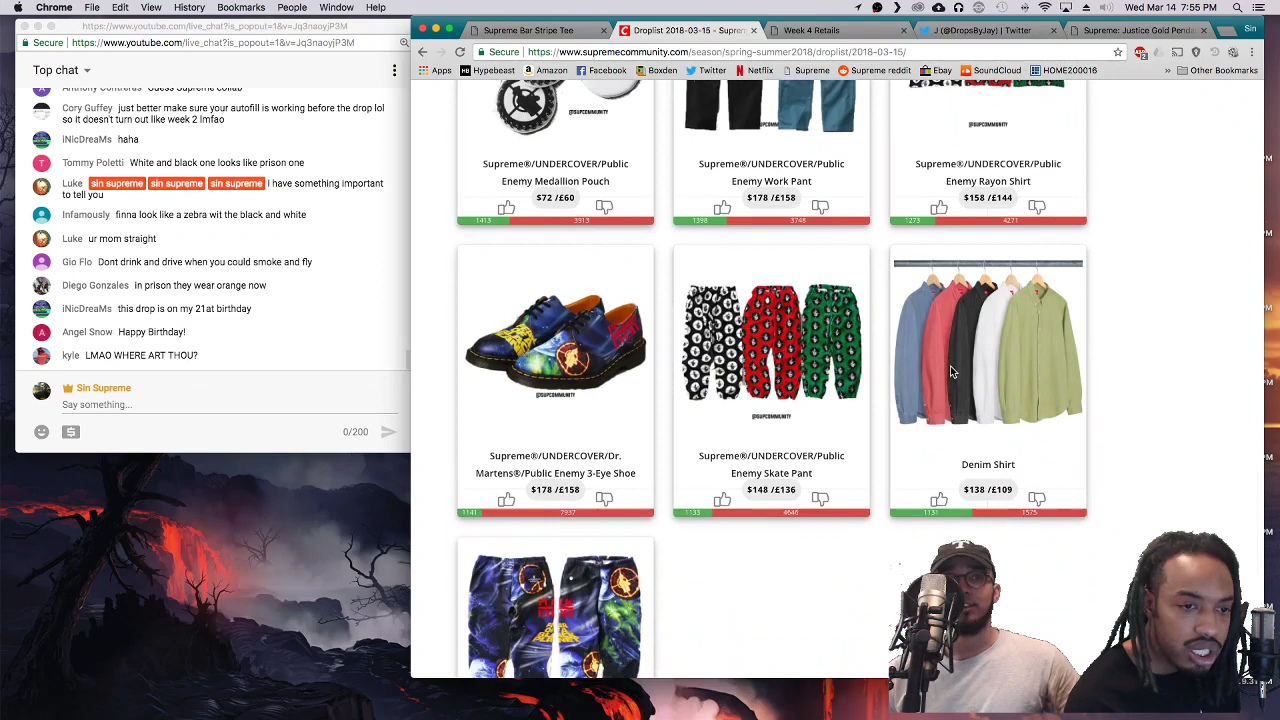 Chrome File Edit View History Bookmarks People Window Help
Wed Mar 14 7:55 PM
https://www.youtube.com/live_chat?is_popout=1&v=Jq3naoyjP3M
Secure https://www.youtube.com/live_chat?is_popout=1&v=Jq3naoyjP3M
Top chat
Cory Guffey just better make sure your autofill is working before the drop lol
so it doesn't turn out like week 2 lmfao
iNicDreaMs haha
Tommy Poletti White and black one looks like prison one
Luke sin supreme sin supreme sin supreme i have something important
to tell you
Infamously finna look like a zebra wit the black and white
Luke ur mom straight
Gio Flo Dont drink and drive when you could smoke and fly
Diego Gonzales in prison they wear orange now
iNicDreaMs this drop is on my 21at birthday
Angel Snow Happy Birthday!
kyle LMAO WHERE ART THOU?
Sin Supreme
Say something...
0/200
Supreme Bar Stripe Tee
Droplist 2018-03-15 - Suprem
Week 4 Retails
J (@DropsByJay) | Twitter
Supreme: Justice Gold Penda
Sin
Secure https://www.supremecommunity.com/season/spring-summer2018/droplist/2018-03-15/
Apps Hypebeast Amazon Facebook Boxden Twitter Netflix Supreme Supreme reddit Ebay SoundCloud HOME200016 » Other Bookmarks
@SUPCOMMUNITY
@SUPCOMMUNITY
Supreme®/UNDERCOVER/Public
Enemy Medallion Pouch
$72 /£60
1413 3913
Supreme®/UNDERCOVER/Public
Enemy Work Pant
$178 /£158
1398 3748
Supreme®/UNDERCOVER/Public
Enemy Rayon Shirt
$158 /£144
1273 4271
@SUPCOMMUNITY
Supreme®/UNDERCOVER/Dr.
Martens®/Public Enemy 3-Eye Shoe
$178 /£158
1141 7937
@SUPCOMMUNITY
Supreme®/UNDERCOVER/Public
Enemy Skate Pant
$148 /£136
1133 4646
Denim Shirt
$138 /£109
1131 1575